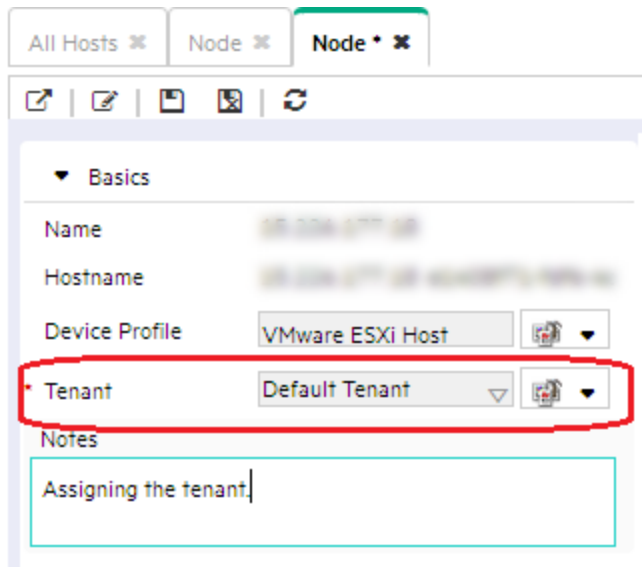 All Hosts Node Node *
Basics
Name
Hostname
Device Profile VMware ESXi Host
* Tenant Default Tenant
Notes
Assigning the tenant.